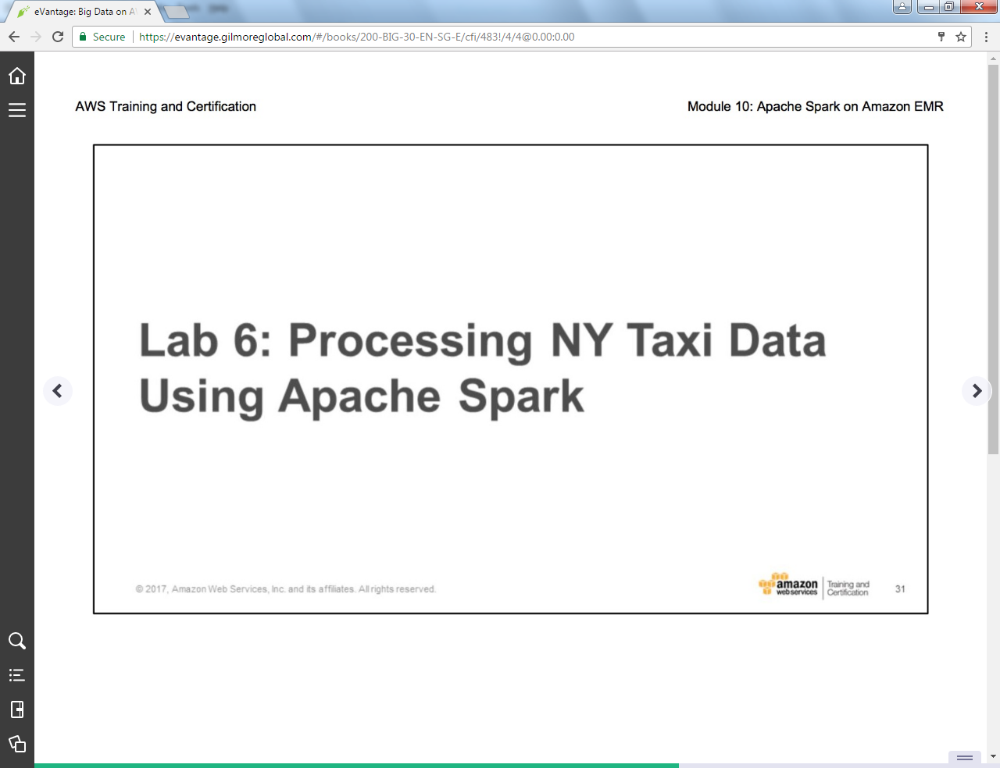 eVantage: Big Data on A
Secure
https://evantage.gilmoreglobal.com/#/books/200-BIG-30-EN-SG-E/cfi/483!/4/4@0.00:0.00
AWS Training and Certification
Module 10: Apache Spark on Amazon EMR
Lab 6: Processing NY Taxi Data
Using Apache Spark
© 2017, Amazon Web Services, Inc. and its affiliates. All rights reserved.
amazon
webservices
Training and
Certification
31